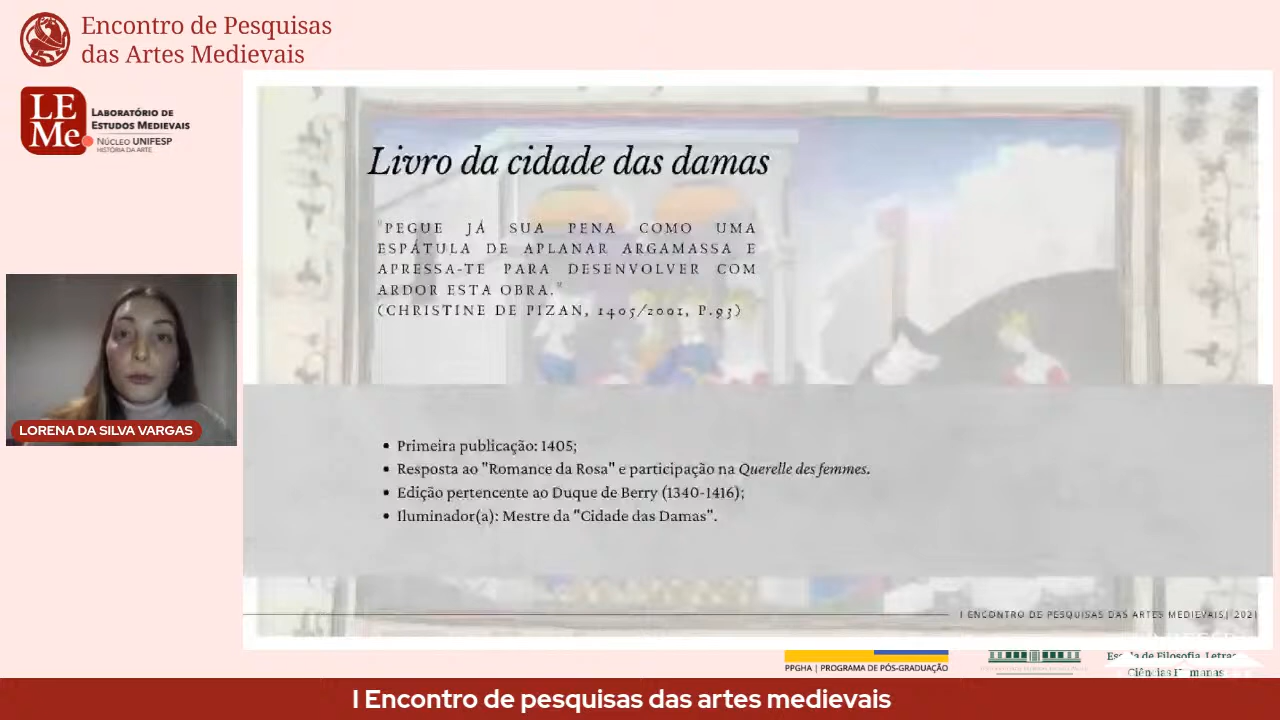 Encontro de Pesquisas
das Artes Medievais
LE
Me
LABORATÓRIO DE
ESTUDOS MEDIEVAIS
NÚCLEO UNIFESP
HISTÓRIA DA ARTE
Livro da cidade das damas
"PEGUE JÁ SUA PENA COMO UMA
ESPÁTULA DE APLANAR ARGAMASSA E
APRESSA-TE PARA DESENVOLVER COM
ARDOR ESTA OBRA."
(CHRISTINE DE PIZAN, 1405/2001, P.93)
LORENA DA SILVA VARGAS
• Primeira publicação: 1405;
• Resposta ao "Romance da Rosa" e participação na Querelle des femmes.
• Edição pertencente ao Duque de Berry (1340-1416);
• Iluminador(a): Mestre da "Cidade das Damas".
I ENCONTRO DE PESQUISAS DAS ARTES MEDIEVAIS| 2021
PPGHA | PROGRAMA DE PÓS-GRADUAÇÃO
de Filosofia, Letras
I Encontro de pesquisas das artes medievais